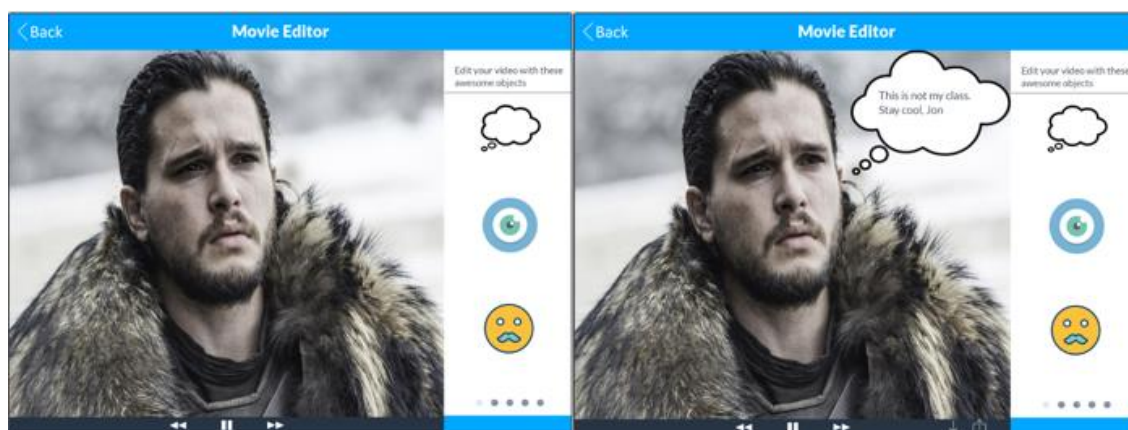 Back
Movie Editor
Edit your video with these
awesome objects
Back
Movie Editor
This is not my class.
Stay cool, Jon
Edit your video with these
awesome objects